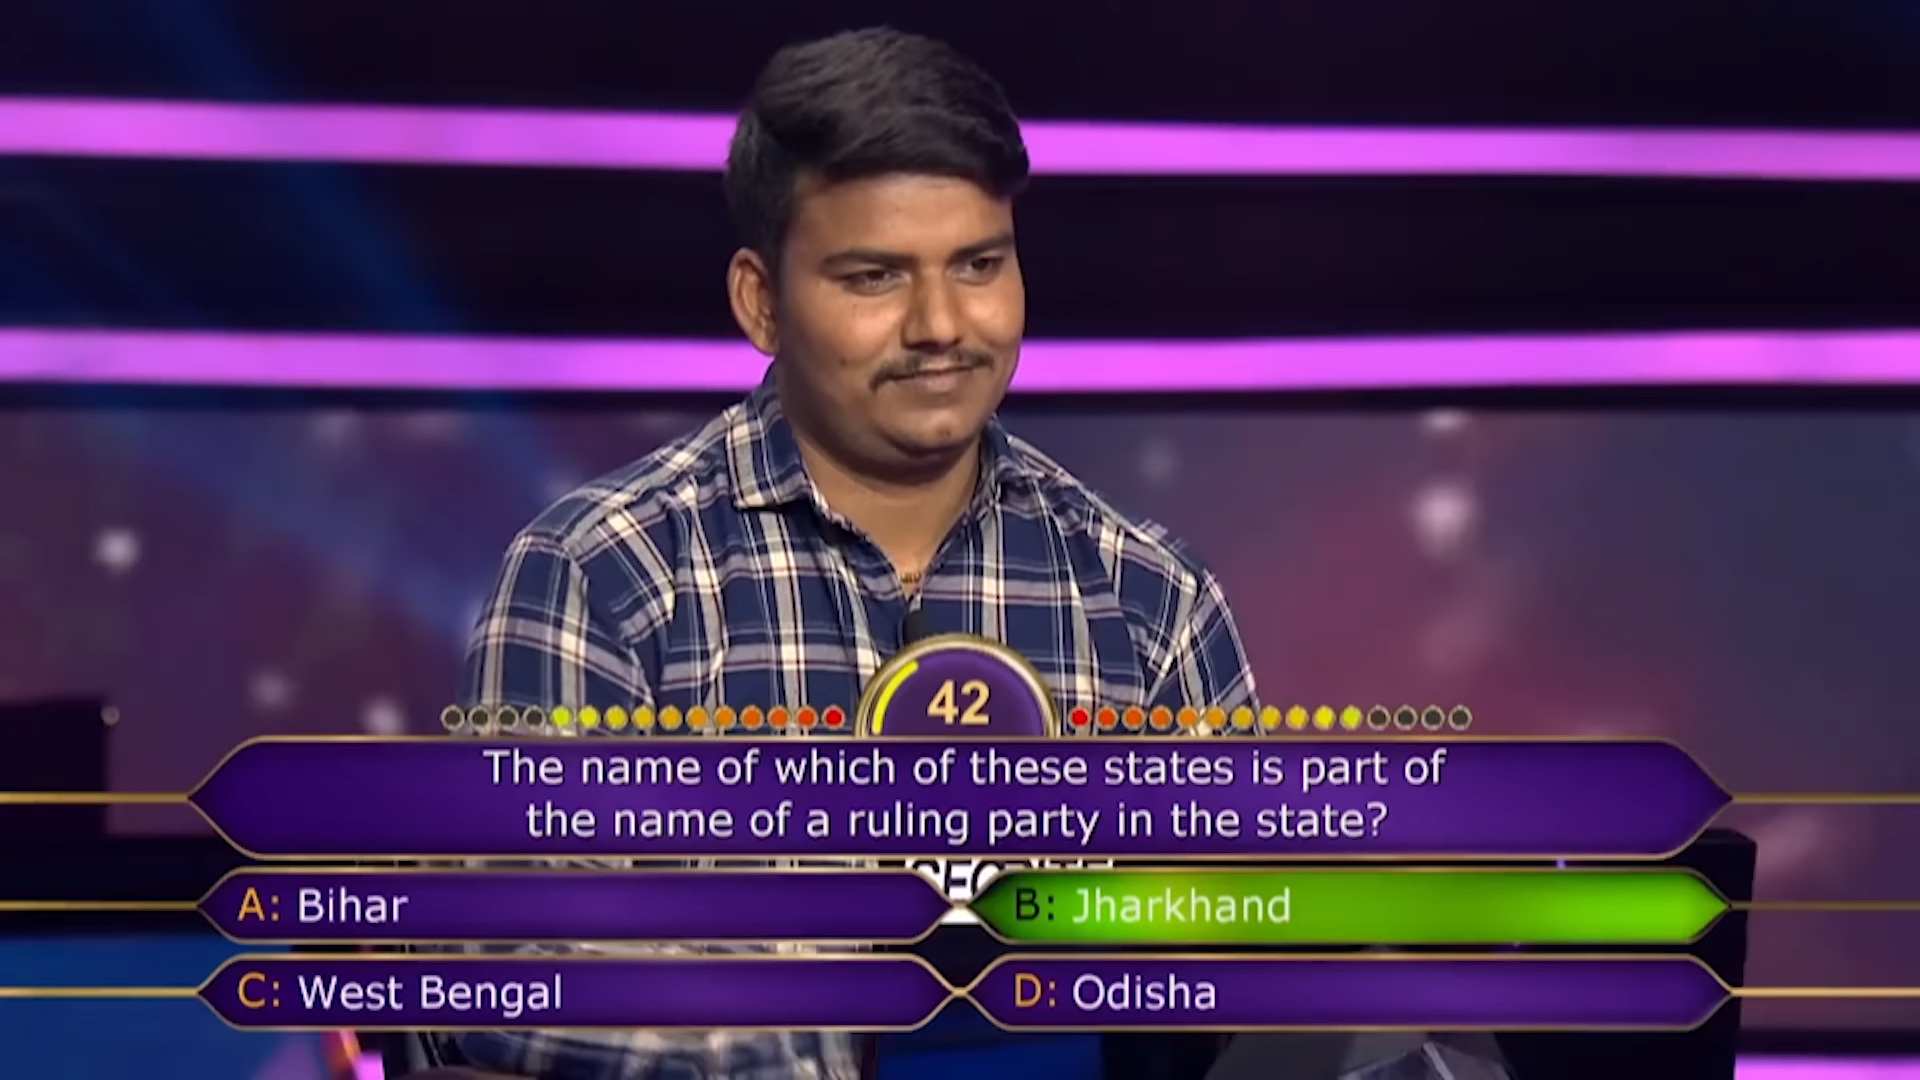 42
The name of which of these states is part of
the name of a ruling party in the state?
A: Bihar
B: Jharkhand
C: West Bengal
D: Odisha